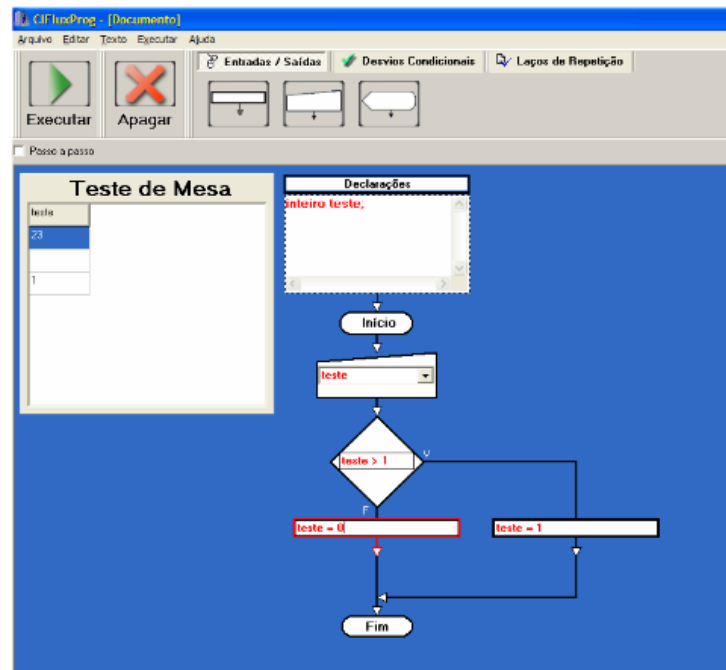 CIFluxProg - [Documento]
Arquivo Editar Texto Executar Ajuda
Entradas / Saídas
Desvios Condicionais
Laços de Repetição
Executar
Apagar
Passo a passo
Teste de Mesa
teste
23
1
Declarações
inteiro teste;
Início
teste
teste > 1
V
F
teste = 0
teste = 1
Fim